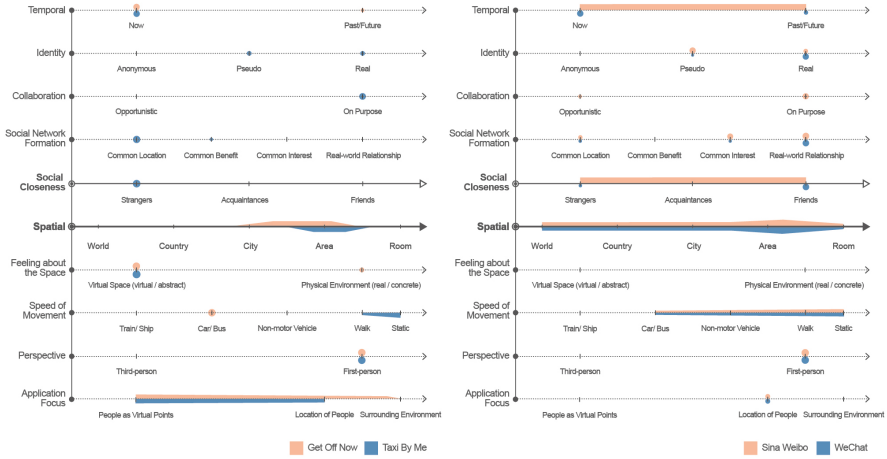 Temporal
Now
Past/Future
Identity
Anonymous
Pseudo
Real
Collaboration
Opportunistic
On Purpose
Social Network
Formation
Common Location
Common Benefit
Common Interest
Real-world Relationship
Social
Closeness
Strangers
Acquaintances
Friends
Spatial
World
Country
City
Area
Room
Feeling about
the Space
Virtual Space (virtual / abstract)
Physical Environment (real / concrete)
Speed of
Movement
Train/ Ship
Car/ Bus
Non-motor Vehicle
Walk
Static
Perspective
Third-person
First-person
Application
Focus
People as Virtual Points
Location of People
Surrounding Environment
Get Off Now
Taxi By Me
Temporal
Now
Past/Future
Identity
Anonymous
Pseudo
Real
Collaboration
Opportunistic
On Purpose
Social Network
Formation
Common Location
Common Benefit
Common Interest
Real-world Relationship
Social
Closeness
Strangers
Acquaintances
Friends
Spatial
World
Country
City
Area
Room
Feeling about
the Space
Virtual Space (virtual / abstract)
Physical Environment (real / concrete)
Speed of
Movement
Train/ Ship
Car/ Bus
Non-motor Vehicle
Walk
Static
Perspective
Third-person
First-person
Application
Focus
People as Virtual Points
Location of People
Surrounding Environment
Sina Weibo
WeChat